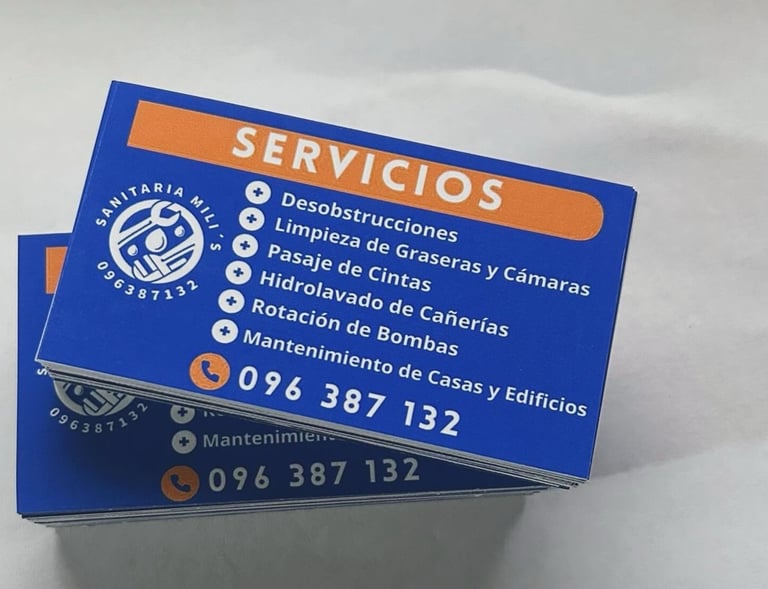 SERVICIOS
SANITARIA MILI´S
096387132
Desobstrucciones
Limpieza de Graseras y Cámaras
Pasaje de Cintas
Hidrolavado de Cañerías
Rotación de Bombas
Mantenimiento de Casas y Edificios
096 387 132
096387132
Mantenimient
096 387 132